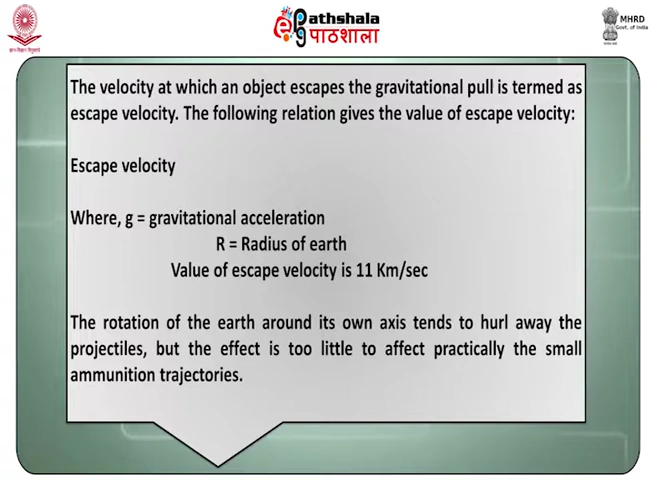 ePG athshala
पाठशाला
MHRD
Govt. of India
The velocity at which an object escapes the gravitational pull is termed as
escape velocity. The following relation gives the value of escape velocity:
Escape velocity
Where, g = gravitational acceleration
R = Radius of earth
Value of escape velocity is 11 Km/sec
The rotation of the earth around its own axis tends to hurl away the
projectiles, but the effect is too little to affect practically the small
ammunition trajectories.